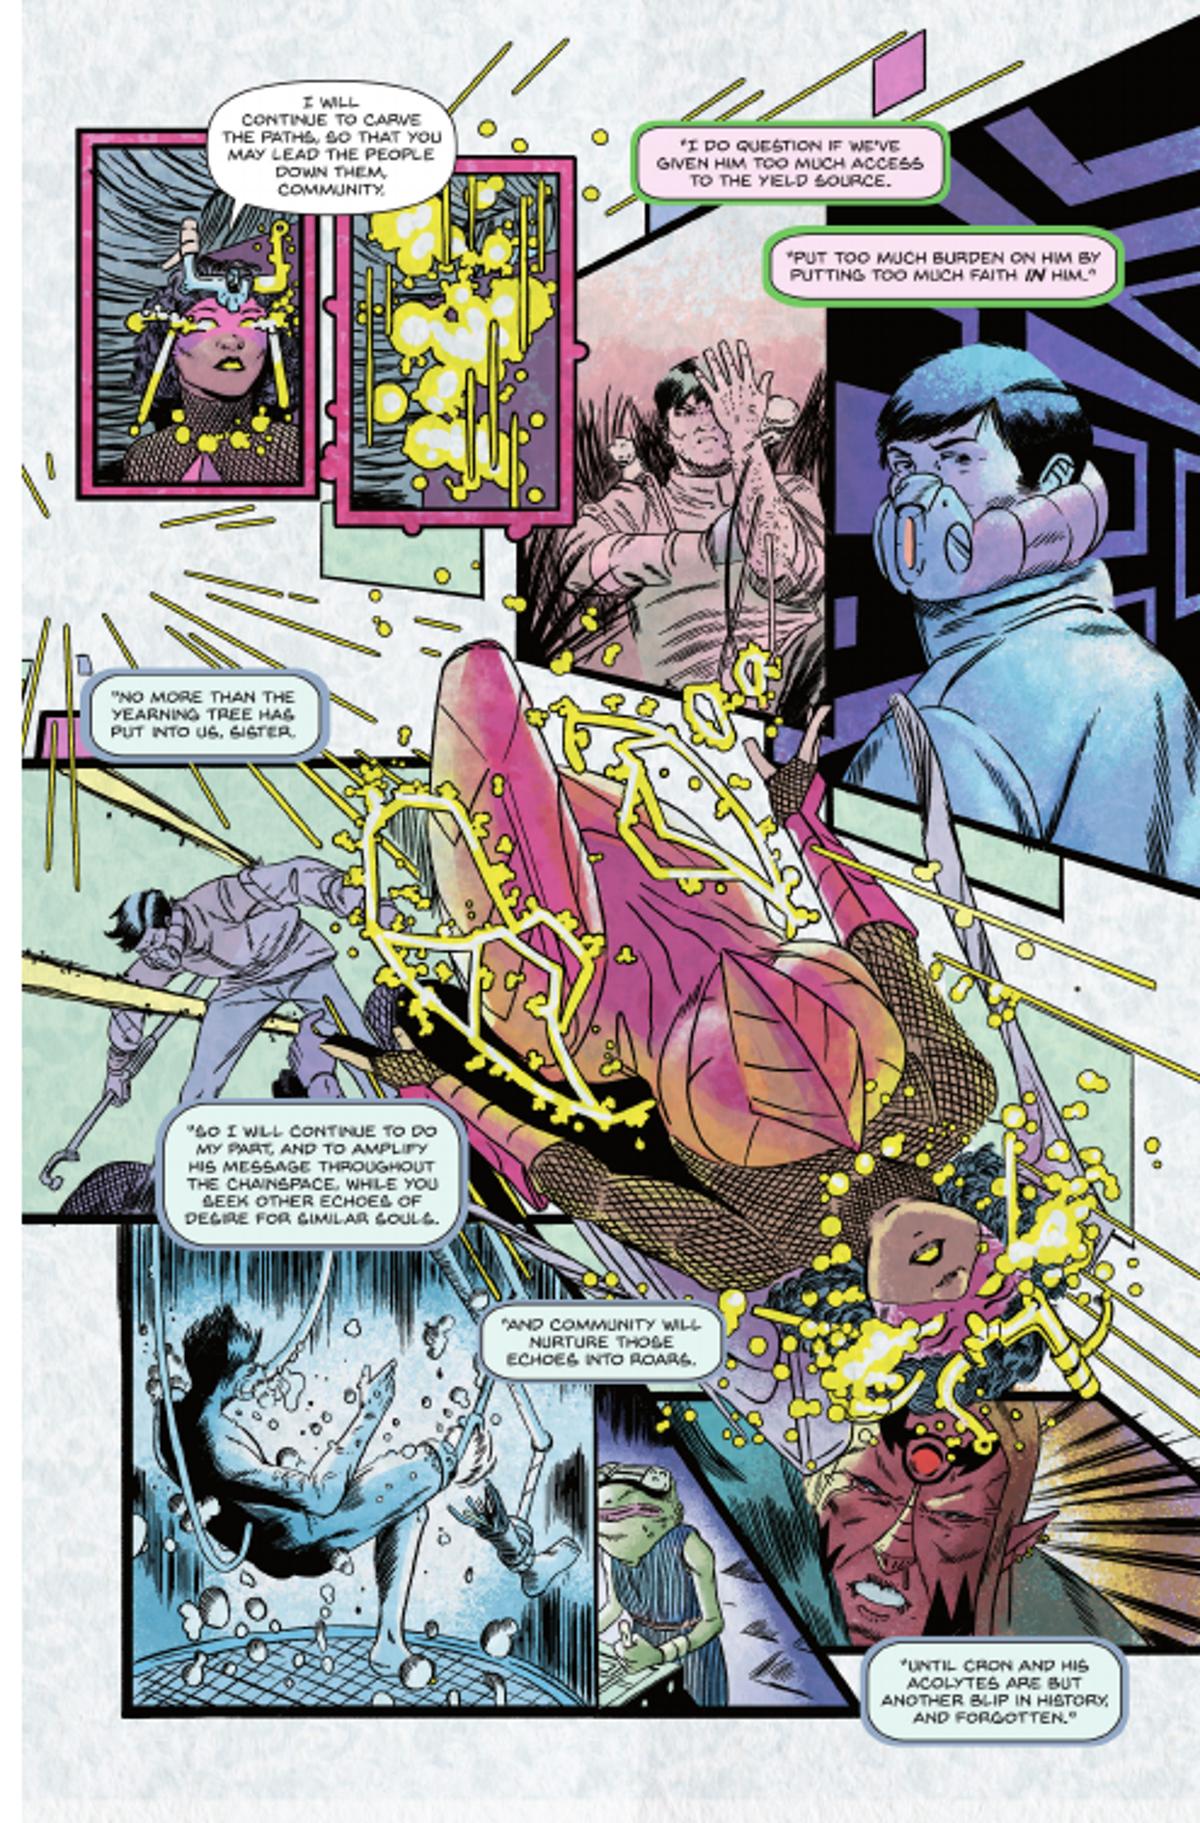 I WILL
CONTINUE TO CARVE
THE PATHS, SO THAT YOU
MAY LEAD THE PEOPLE
DOWN THEM,
COMMUNITY.
"I DO QUESTION IF WE'VE
GIVEN HIM TOO MUCH ACCESS
TO THE YIELD SOURCE.
"PUT TOO MUCH BURDEN ON HIM BY
PUTTING TOO MUCH FAITH IN HIM."
"NO MORE THAN THE
YEARNING TREE HAS
PUT INTO US, SISTER.
"SO I WILL CONTINUE TO DO
MY PART, AND TO AMPLIFY
HIS MESSAGE THROUGHOUT
THE CHAINSPACE, WHILE YOU
SEEK OTHER ECHOES OF
DESIRE FOR SIMILAR SOULS.
"AND COMMUNITY WILL
NURTURE THOSE
ECHOES INTO ROARS.
"UNTIL CRON AND HIS
ACOLYTES ARE BUT
ANOTHER BLIP IN HISTORY,
AND FORGOTTEN."